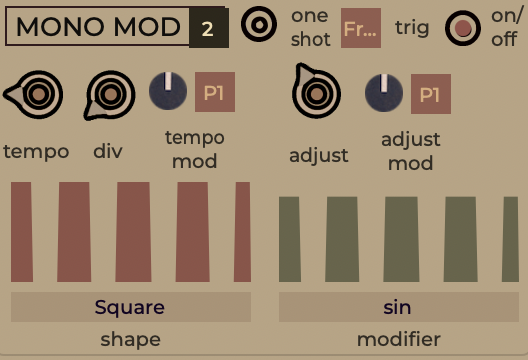 MONO MOD 2
one shot
Fr...
trig
on/off
P1
P1
tempo
div
tempo mod
adjust
adjust mod
Square
sin
shape
modifier